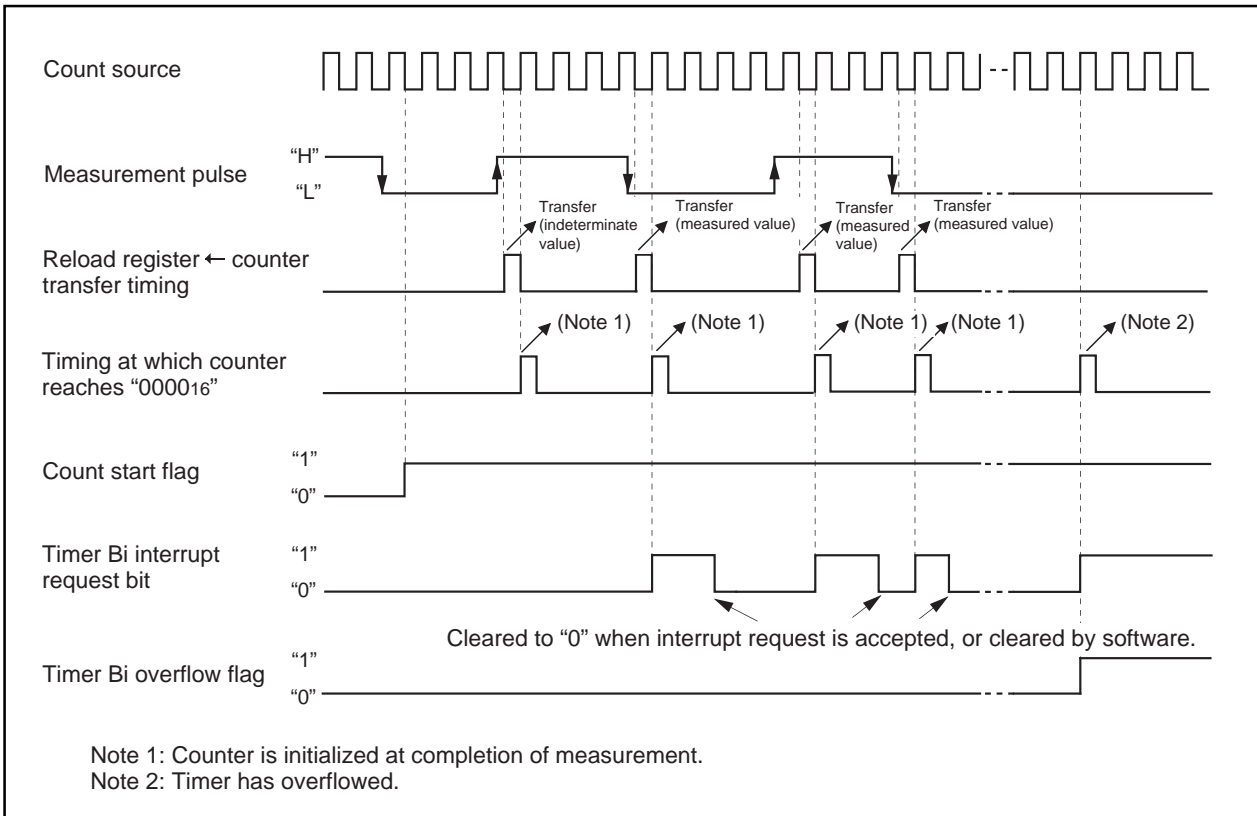 Count source
Measurement pulse
“H”
“L”
Transfer
(indeterminate
value)
Transfer
(measured value)
Transfer
(measured
value)
Transfer
(measured value)
Reload register ← counter
transfer timing
(Note 1)
(Note 1)
(Note 1)
(Note 1)
(Note 2)
Timing at which counter
reaches “000016”
Count start flag
“1”
“0”
Timer Bi interrupt
request bit
“1”
“0”
Cleared to “0” when interrupt request is accepted, or cleared by software.
Timer Bi overflow flag
“1”
“0”
Note 1: Counter is initialized at completion of measurement.
Note 2: Timer has overflowed.